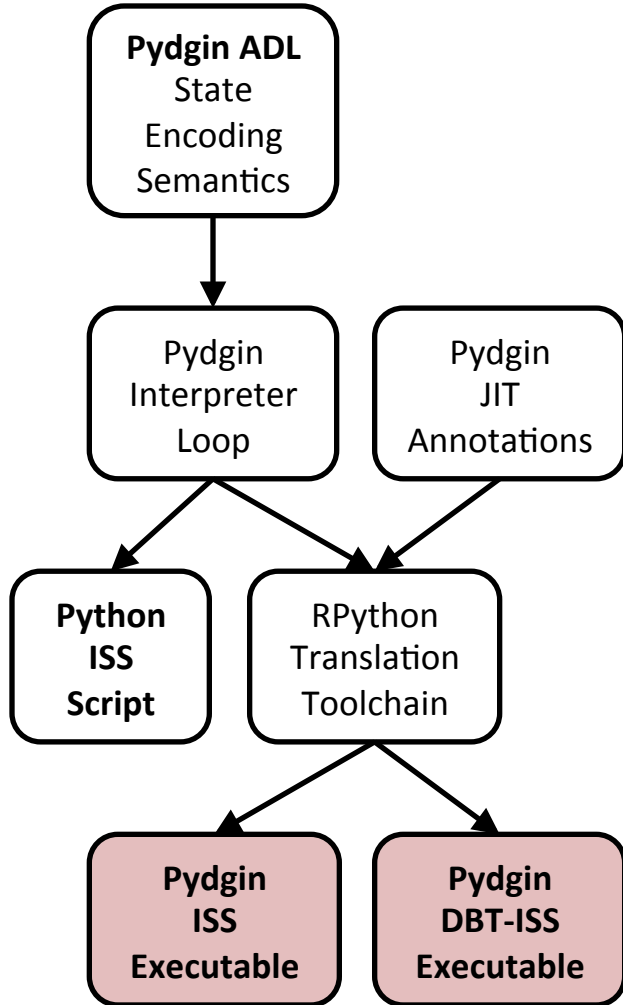 Pydgin ADL
State
Encoding
Semantics
Pydgin
Interpreter
Loop
Pydgin
JIT
Annotations
Python
ISS
Script
RPython
Translation
Toolchain
Pydgin
ISS
Executable
Pydgin
DBT-ISS
Executable